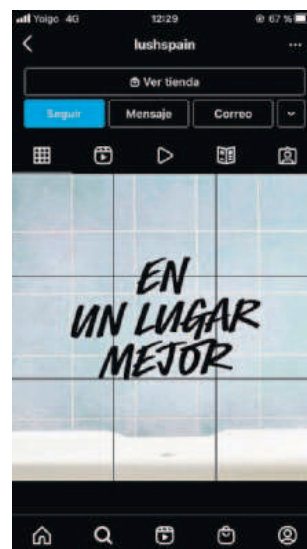 Yoigo 4G 12:29 67 %
lushspain
Ver tienda
Seguir Mensaje Correo
EN
UN LUGAR
MEJOR